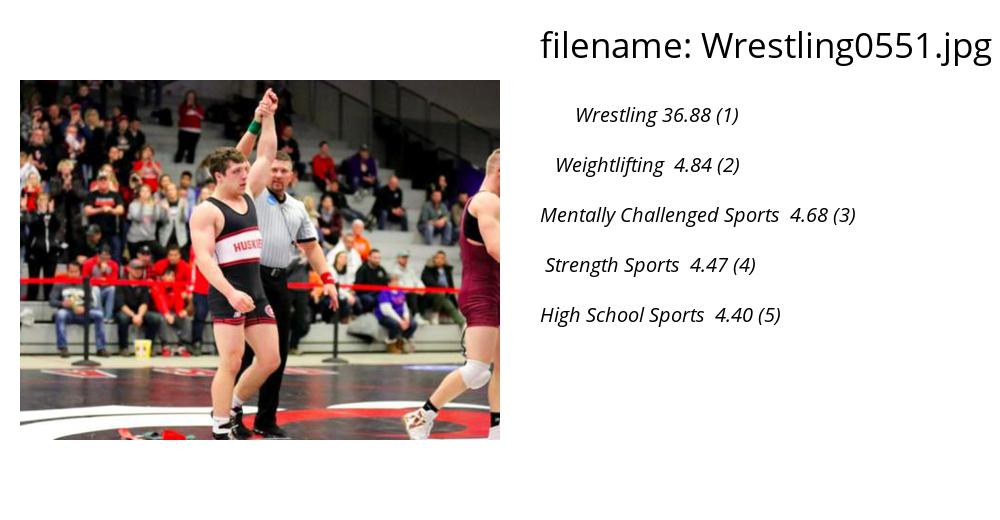 filename: Wrestling0551.jpg
Wrestling 36.88 (1)
Weightlifting 4.84 (2)
Mentally Challenged Sports 4.68 (3)
Strength Sports 4.47 (4)
High School Sports 4.40 (5)
HUSKIES